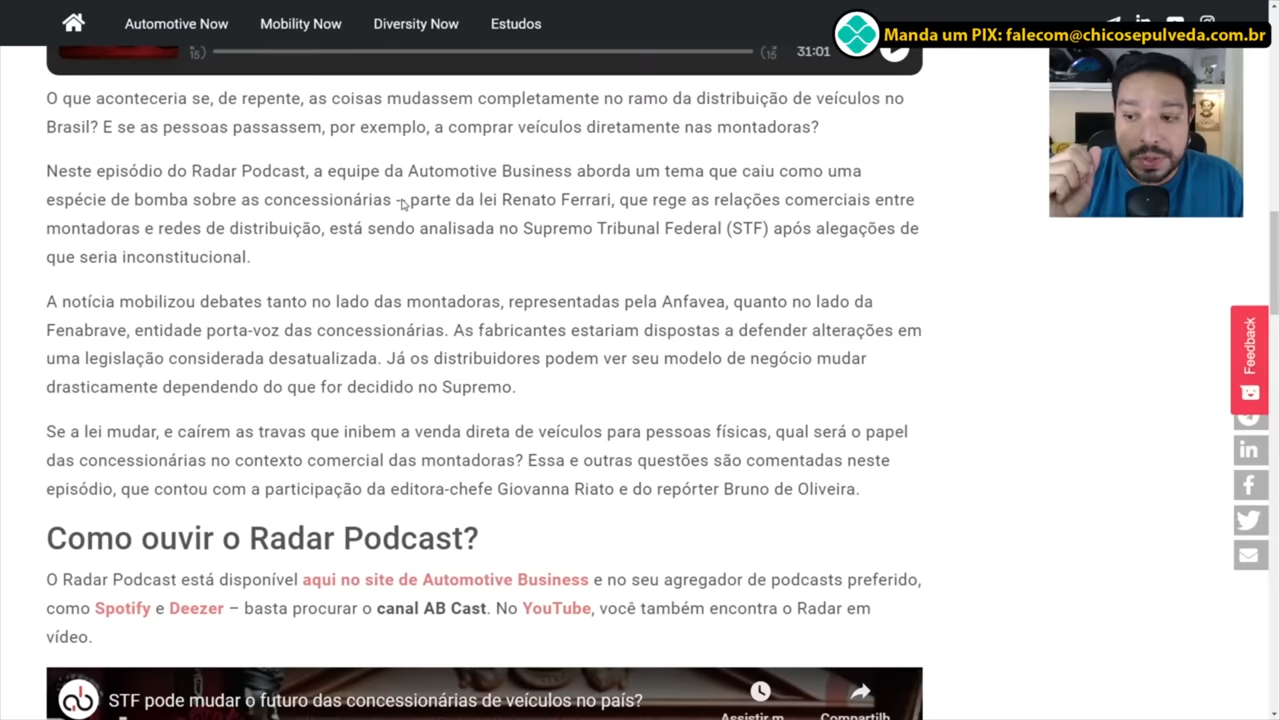 Automotive Now Mobility Now Diversity Now Estudos
Manda um PIX: falecom@chicosepulveda.com.br
15) (15 31:01
O que aconteceria se, de repente, as coisas mudassem completamente no ramo da distribuição de veículos no
Brasil? E se as pessoas passassem, por exemplo, a comprar veículos diretamente nas montadoras?
Neste episódio do Radar Podcast, a equipe da Automotive Business aborda um tema que caiu como uma
espécie de bomba sobre as concessionárias – parte da lei Renato Ferrari, que rege as relações comerciais entre
montadoras e redes de distribuição, está sendo analisada no Supremo Tribunal Federal (STF) após alegações de
que seria inconstitucional.
A notícia mobilizou debates tanto no lado das montadoras, representadas pela Anfavea, quanto no lado da
Fenabrave, entidade porta-voz das concessionárias. As fabricantes estariam dispostas a defender alterações em
uma legislação considerada desatualizada. Já os distribuidores podem ver seu modelo de negócio mudar
drasticamente dependendo do que for decidido no Supremo.
Se a lei mudar, e caírem as travas que inibem a venda direta de veículos para pessoas físicas, qual será o papel
das concessionárias no contexto comercial das montadoras? Essa e outras questões são comentadas neste
episódio, que contou com a participação da editora-chefe Giovanna Riato e do repórter Bruno de Oliveira.
Feedback
Como ouvir o Radar Podcast?
O Radar Podcast está disponível aqui no site de Automotive Business e no seu agregador de podcasts preferido,
como Spotify e Deezer – basta procurar o canal AB Cast. No YouTube, você também encontra o Radar em
vídeo.
STF pode mudar o futuro das concessionárias de veículos no país?
Assistir m Compartilh